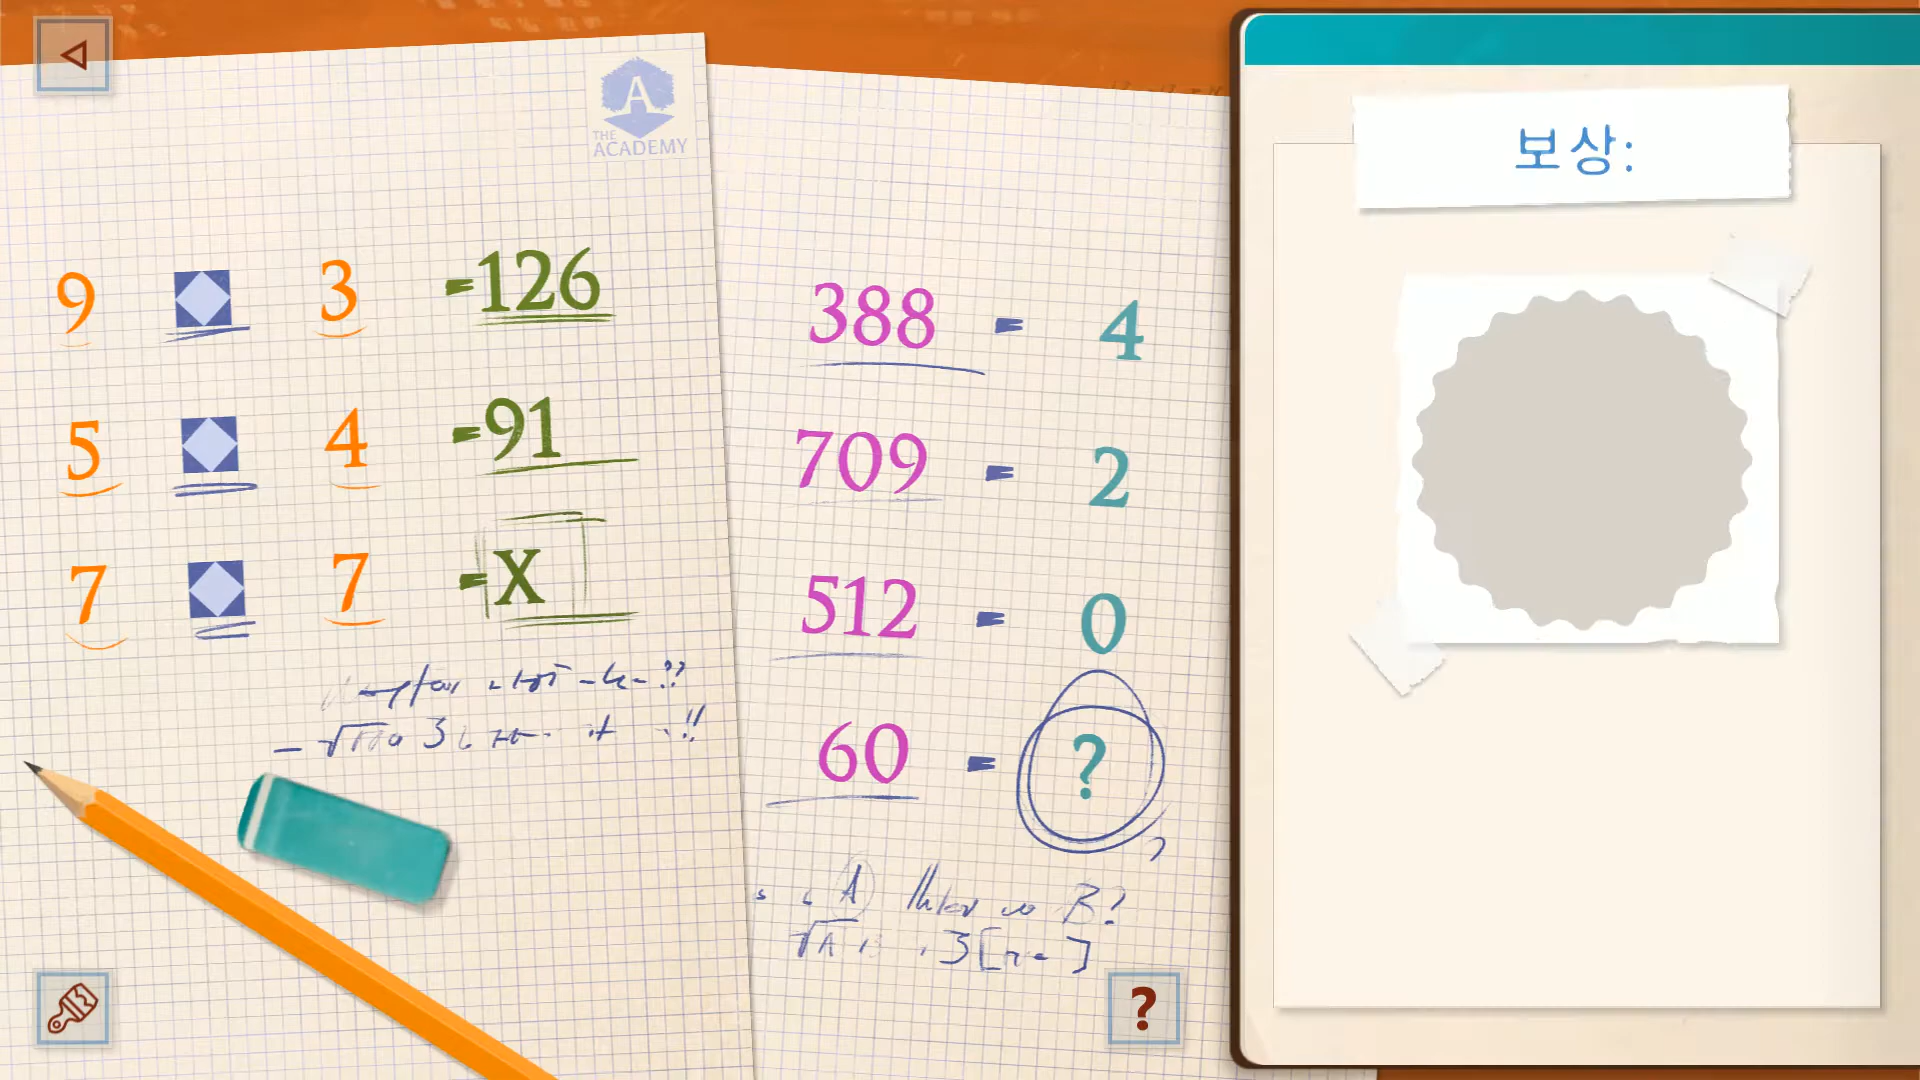 A
THE
ACADEMY
9 3 =126
5 4 =91
7 7 =X
388 = 4
709 = 2
512 = 0
60 = ?
B?
보상:
?